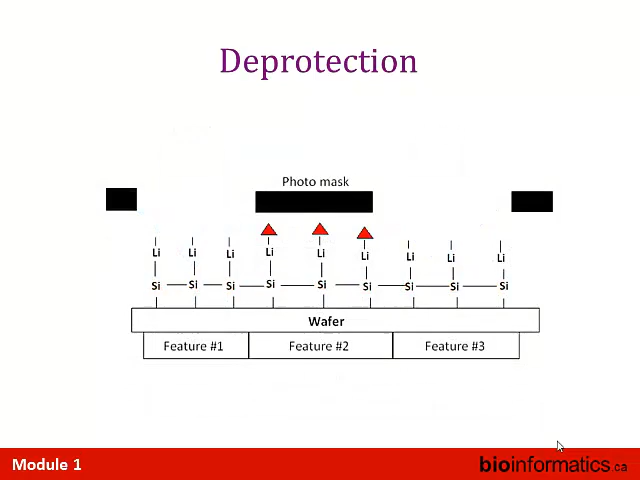 Deprotection
Photo mask
Li Li Li Li Li Li Li Li Li
Si Si Si Si Si Si Si Si Si
Wafer
Feature #1 Feature #2 Feature #3
Module 1 bioinformatics.ca